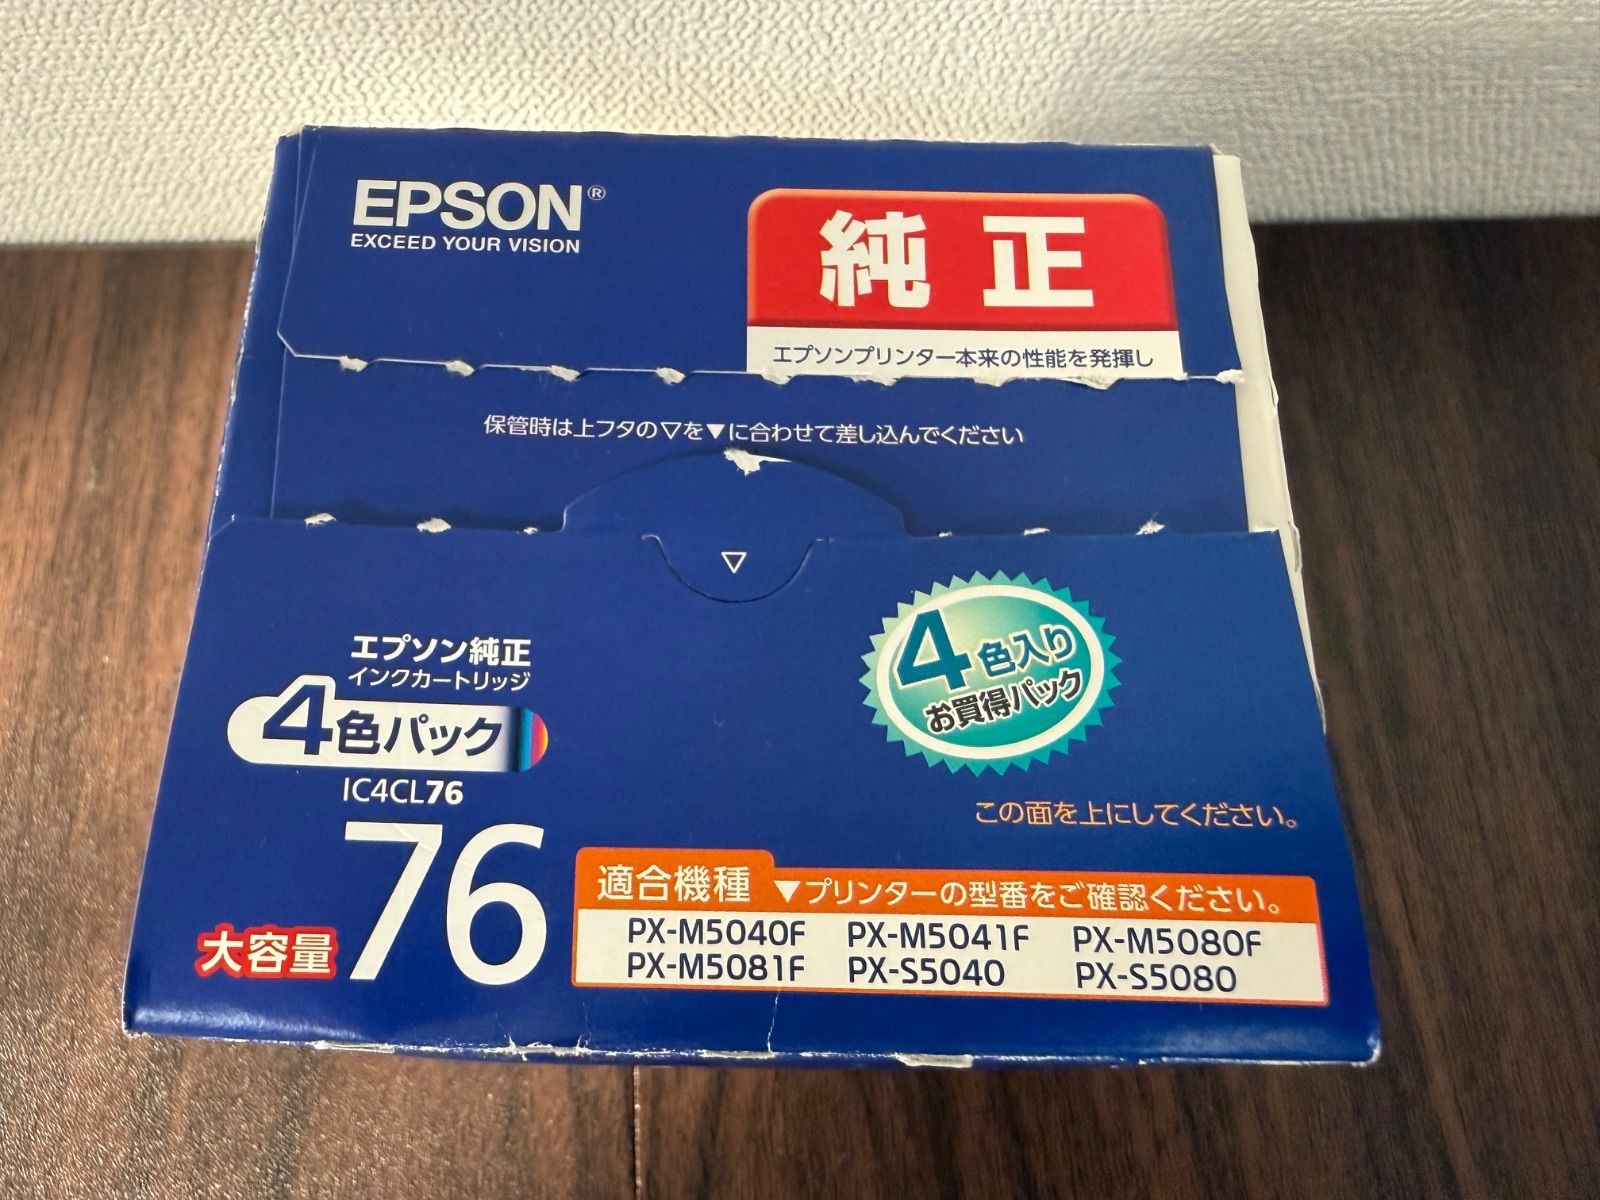 EPSON®
EXCEED YOUR VISION
純正
エプソンプリンター本来の性能を発揮し
保管時は上フタの▽を▼に合わせて差し込んでください
▽
エプソン純正
インクカートリッジ
4色パック
IC4CL76
大容量 76
4色入り
お買得パック
この面を上にしてください。
適合機種 ▼プリンターの型番をご確認ください。
PX-M5040F PX-M5041F PX-M5080F
PX-M5081F PX-S5040 PX-S5080